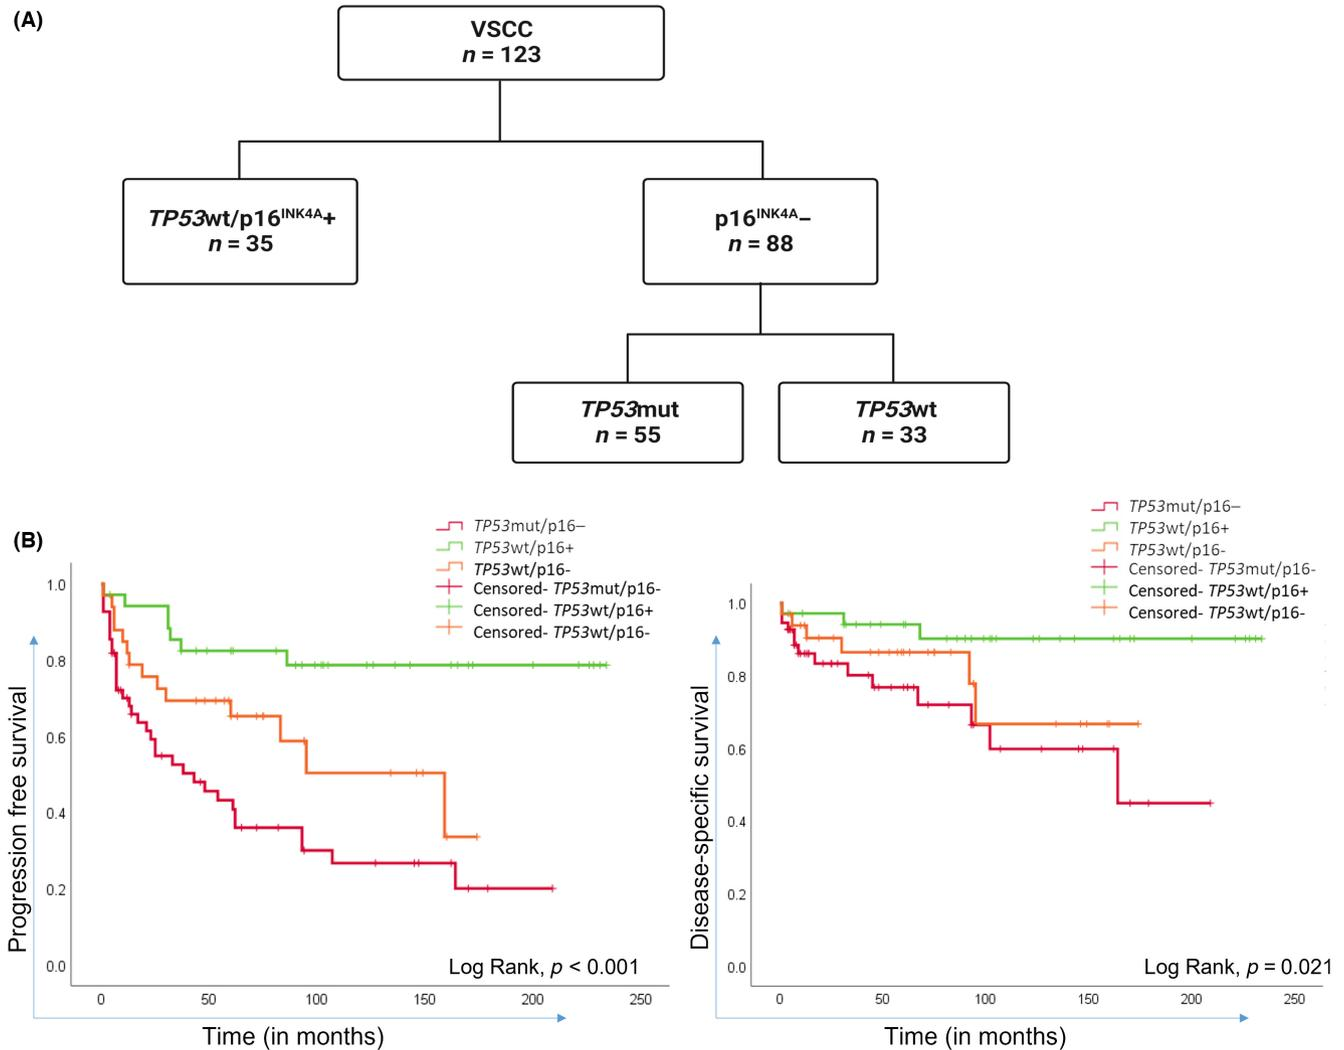 (A)
VSCC
n = 123
TP53wt/p16INK4A+
n = 35
p16INK4A–
n = 88
TP53mut
n = 55
TP53wt
n = 33
(B)
TP53mut/p16–
TP53wt/p16+
TP53wt/p16-
Censored- TP53mut/p16-
Censored- TP53wt/p16+
Censored- TP53wt/p16-
Progression free survival
1.0
0.8
0.6
0.4
0.2
0.0
Log Rank, p < 0.001
0 50 100 150 200 250
Time (in months)
TP53mut/p16–
TP53wt/p16+
TP53wt/p16-
Censored- TP53mut/p16-
Censored- TP53wt/p16+
Censored- TP53wt/p16-
Disease-specific survival
1.0
0.8
0.6
0.4
0.2
0.0
Log Rank, p = 0.021
0 50 100 150 200 250
Time (in months)